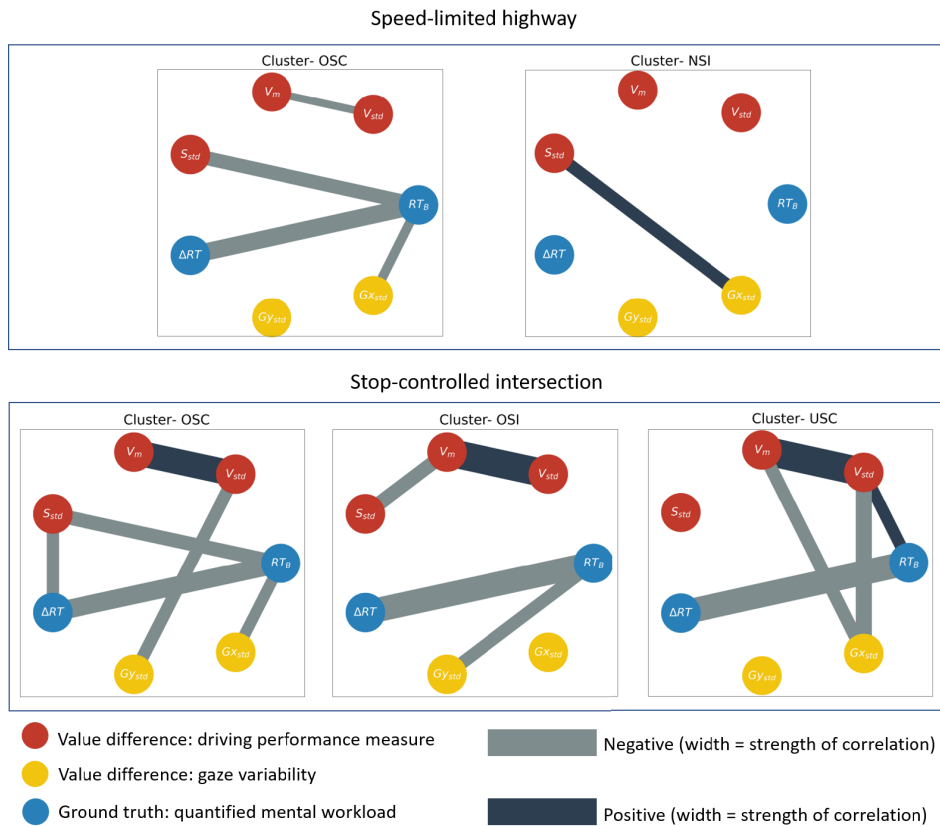 Speed-limited highway
Cluster- OSC
Cluster- NSI
Vm
Vstd
Sstd
RTB
ΔRT
Gxstd
Gystd
Vm
Vstd
Sstd
RTB
ΔRT
Gxstd
Gystd
Stop-controlled intersection
Cluster- OSC
Cluster- OSI
Cluster- USC
Vm
Vstd
Sstd
RTB
ΔRT
Gxstd
Gystd
Vm
Vstd
Sstd
RTB
ΔRT
Gxstd
Gystd
Vm
Vstd
Sstd
RTB
ΔRT
Gxstd
Gystd
Value difference: driving performance measure
Value difference: gaze variability
Ground truth: quantified mental workload
Negative (width = strength of correlation)
Positive (width = strength of correlation)